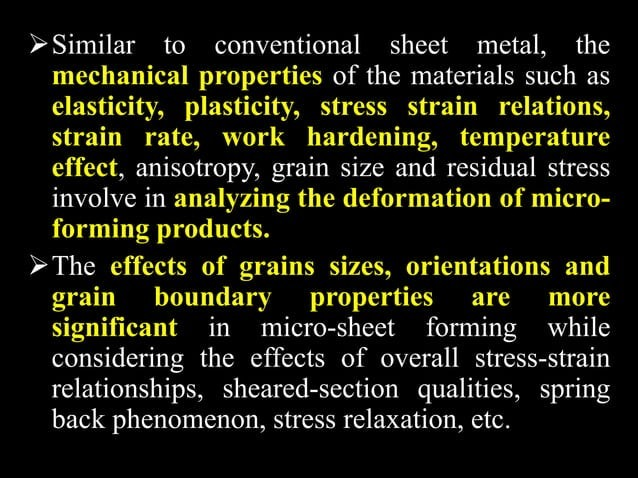 ➢Similar to conventional sheet metal, the
mechanical properties of the materials such as
elasticity, plasticity, stress strain relations,
strain rate, work hardening, temperature
effect, anisotropy, grain size and residual stress
involve in analyzing the deformation of micro-
forming products.
➢The effects of grains sizes, orientations and
grain boundary properties are more
significant in micro-sheet forming while
considering the effects of overall stress-strain
relationships, sheared-section qualities, spring
back phenomenon, stress relaxation, etc.